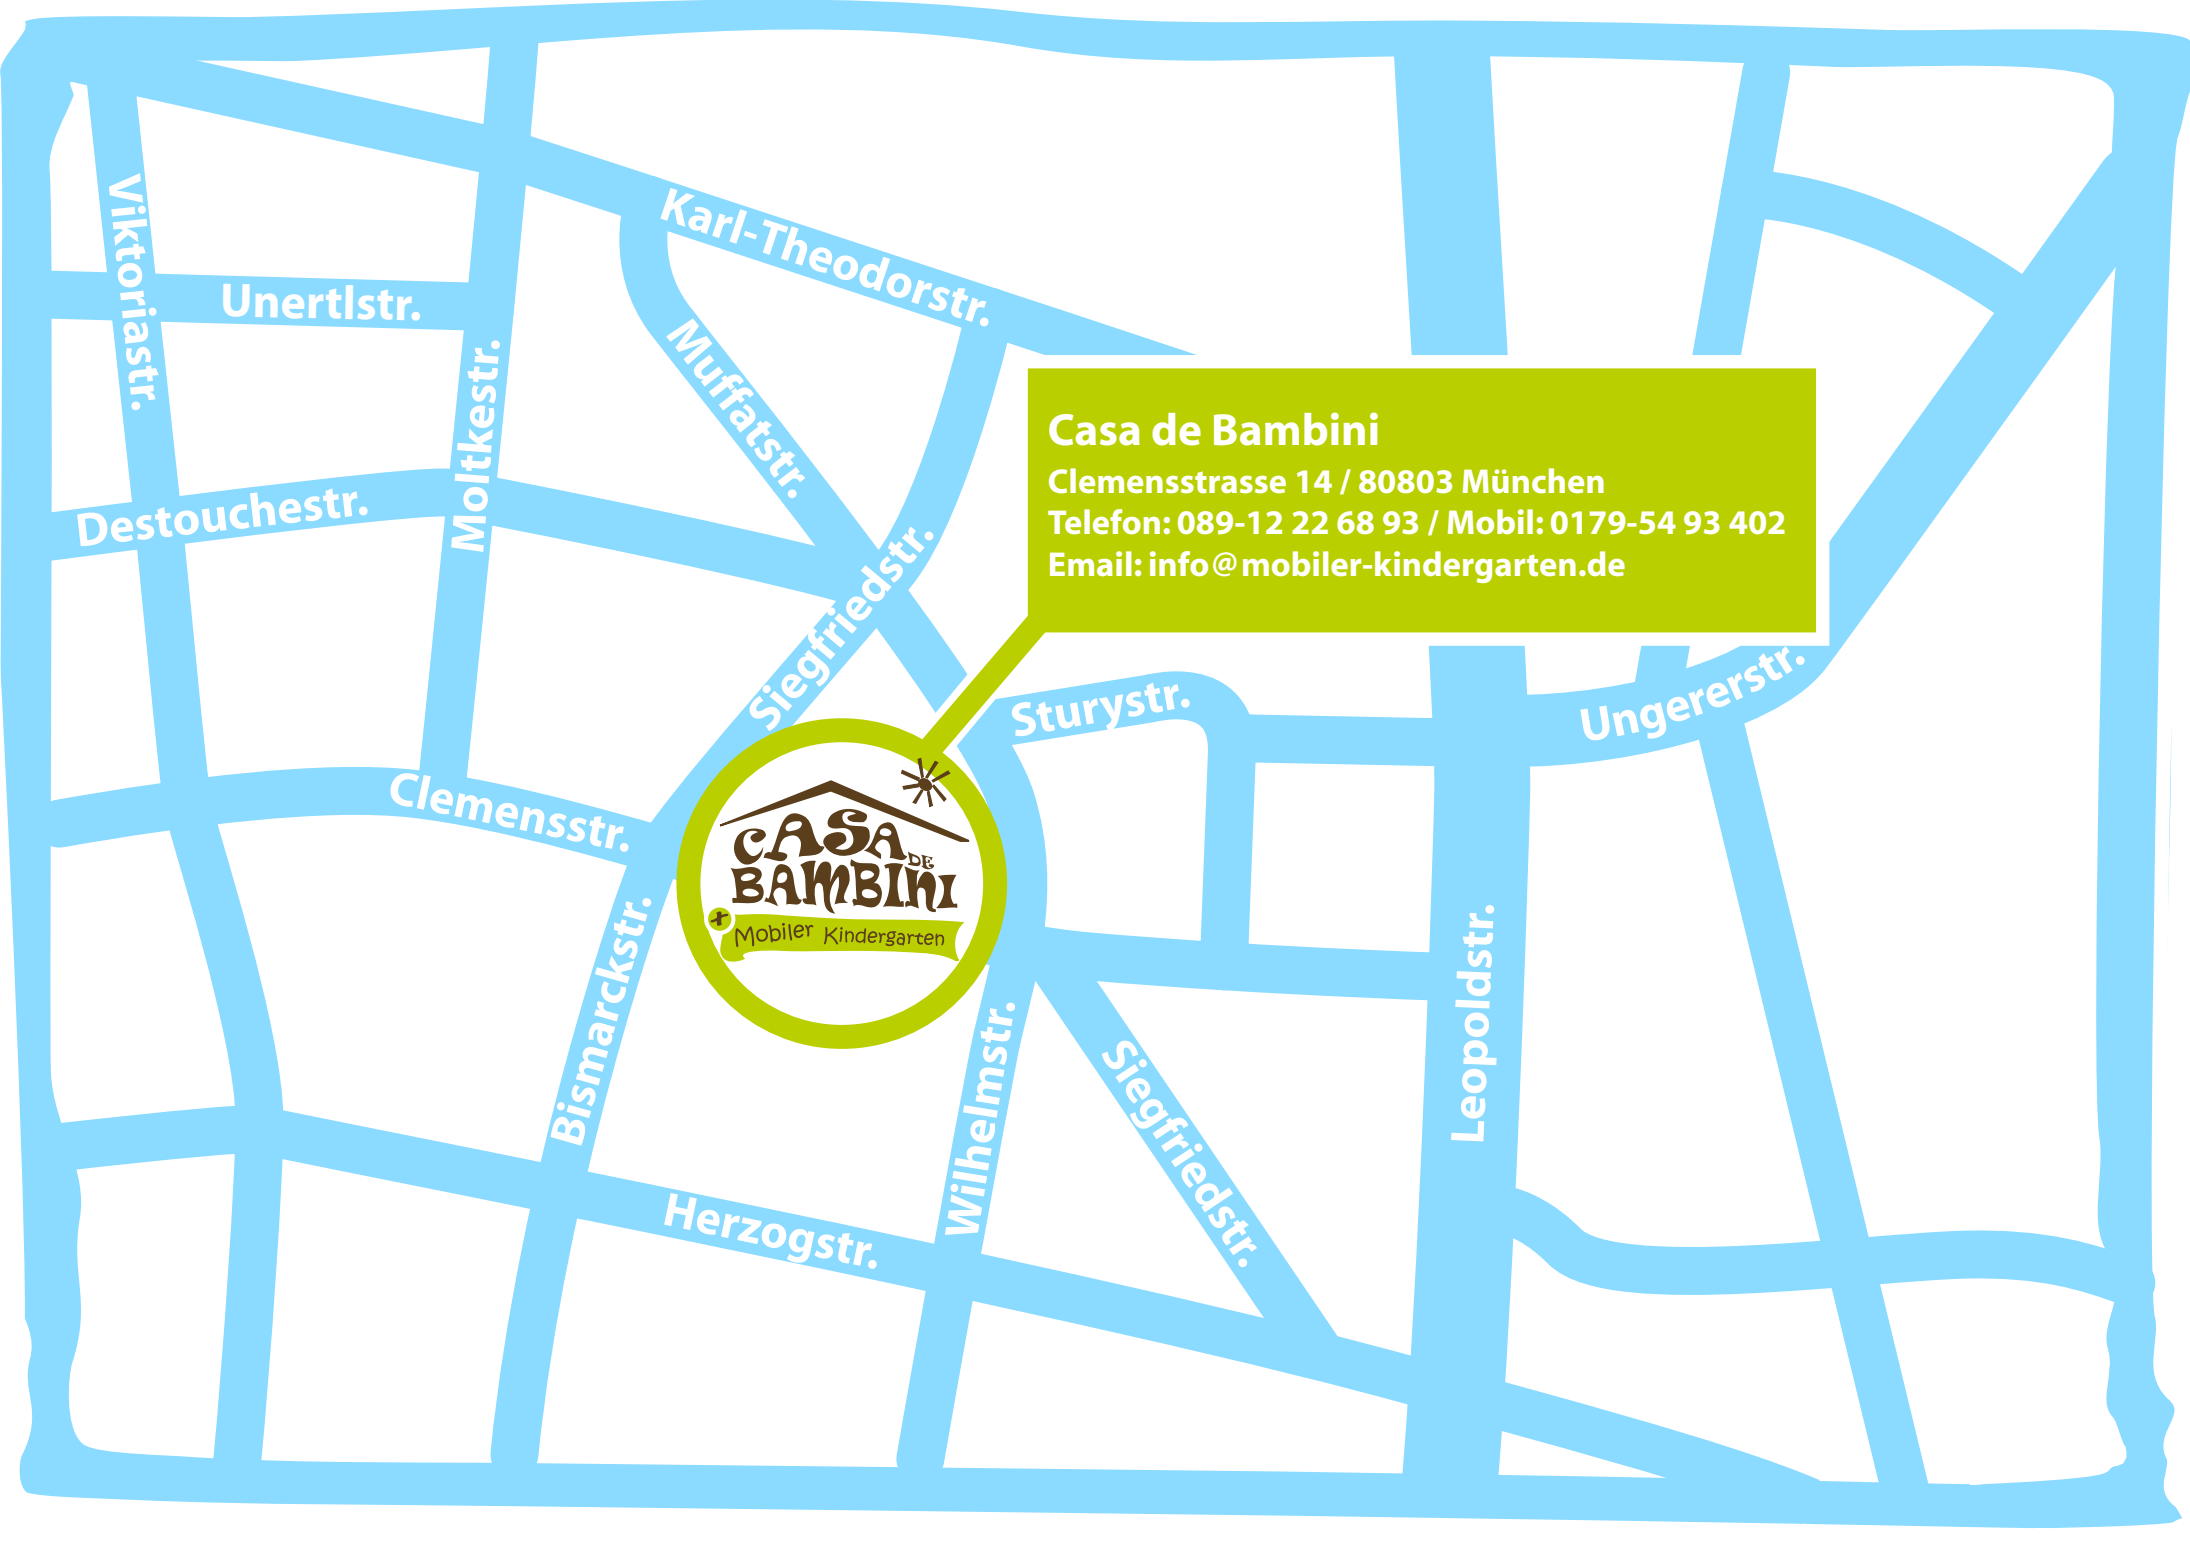 Karl-Theodorstr.
Viktoriastr.
Unertlstr.
Muffatstr.
Moltkestr.
Casa de Bambini
Clemensstrasse 14 / 80803 München
Telefon: 089-12 22 68 93 / Mobil: 0179-54 93 402
Email: info@mobiler-kindergarten.de
Destouchestr.
Siegfriedstr.
Sturystr.
Ungererstr.
Clemensstr.
CASA
DE
BAMBINI
+
Mobiler Kindergarten
Bismarckstr.
Leopoldstr.
Wilhelmstr.
Siegfriedstr.
Herzogstr.